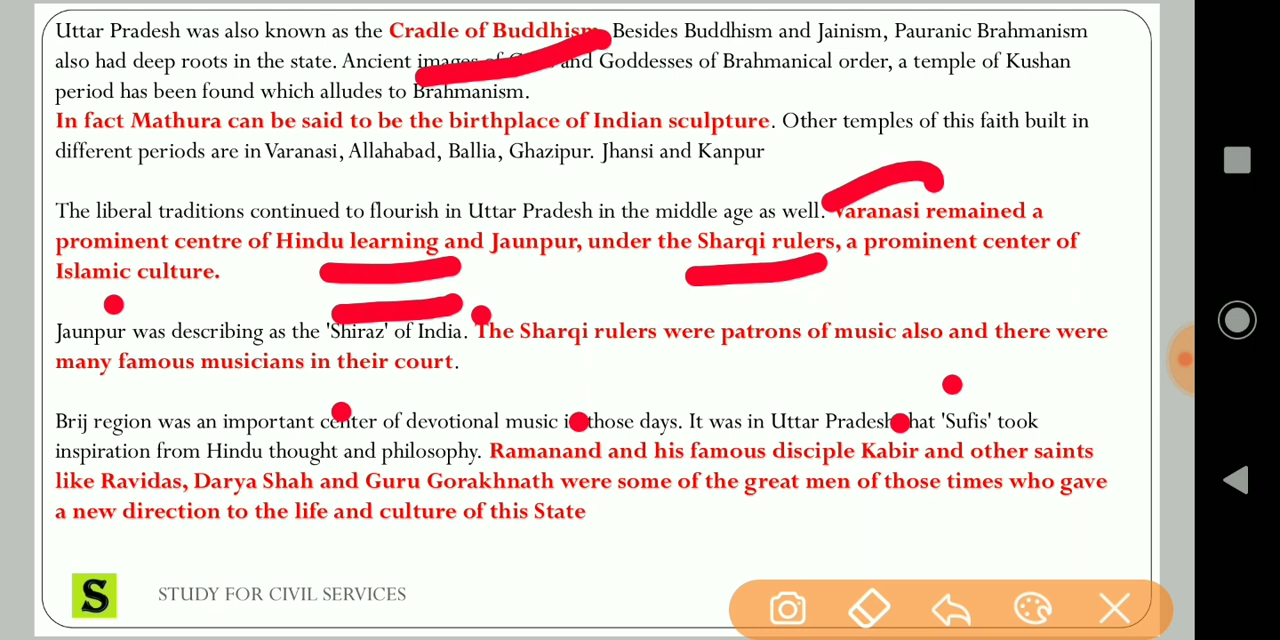 Uttar Pradesh was also known as the Cradle of Buddhism. Besides Buddhism and Jainism, Pauranic Brahmanism
also had deep roots in the state. Ancient images of and Goddesses of Brahmanical order, a temple of Kushan
period has been found which alludes to Brahmanism.
In fact Mathura can be said to be the birthplace of Indian sculpture. Other temples of this faith built in
different periods are in Varanasi, Allahabad, Ballia, Ghazipur. Jhansi and Kanpur
The liberal traditions continued to flourish in Uttar Pradesh in the middle age as well. Varanasi remained a
prominent centre of Hindu learning and Jaunpur, under the Sharqi rulers, a prominent center of
Islamic culture.
Jaunpur was describing as the 'Shiraz' of India. The Sharqi rulers were patrons of music also and there were
many famous musicians in their court.
Brij region was an important center of devotional music in those days. It was in Uttar Pradesh that 'Sufis' took
inspiration from Hindu thought and philosophy. Ramanand and his famous disciple Kabir and other saints
like Ravidas, Darya Shah and Guru Gorakhnath were some of the great men of those times who gave
a new direction to the life and culture of this State
S STUDY FOR CIVIL SERVICES